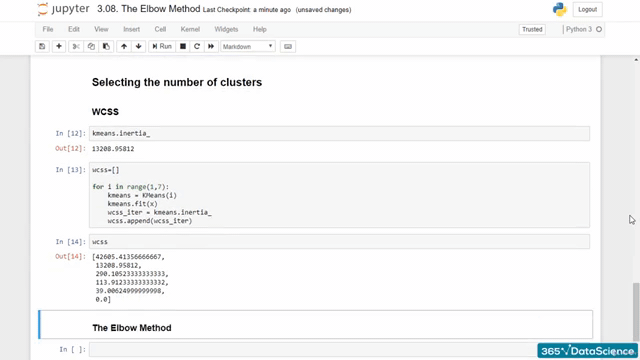 jupyter 3.08. The Elbow Method Last Checkpoint: a minute ago (unsaved changes) Logout
File Edit View Insert Cell Kernel Widgets Help Trusted Python 3
Run Markdown
Selecting the number of clusters
WCSS
In [12] kmeans.inertia_
Out[12]: 13208.95812
In [13] wcss=[]
for i in range(1,7):
kmeans = KMeans(i)
kmeans.fit(x)
wcss_iter = kmeans.inertia_
wcss.append(wcss_iter)
In [14] wcss
Out[14]: [42605.41356666667,
13208.95812,
290.10523333333333,
113.91233333333332,
39.00624999999998,
0.0]
The Elbow Method
In [ ]:
365 DataScience